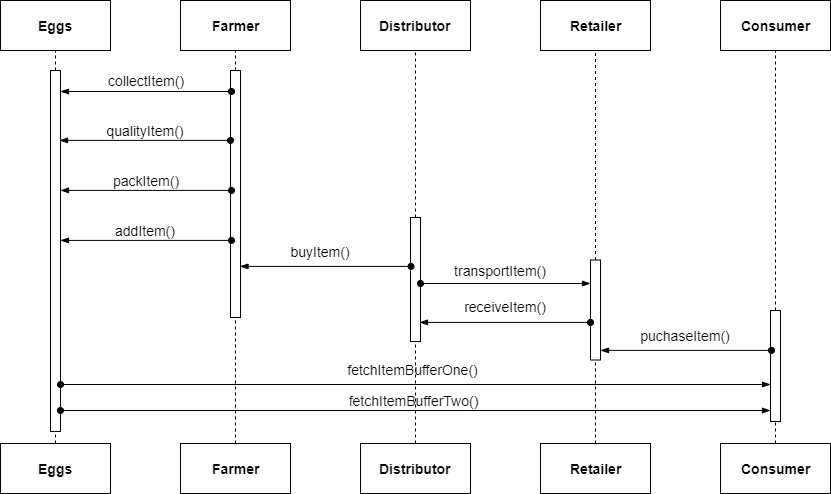 Eggs
Farmer
Distributor
Retailer
Consumer
collectItem()
qualityItem()
packItem()
addItem()
buyItem()
transportItem()
receiveItem()
puchaseItem()
fetchItemBufferOne()
fetchItemBufferTwo()
Eggs
Farmer
Distributor
Retailer
Consumer